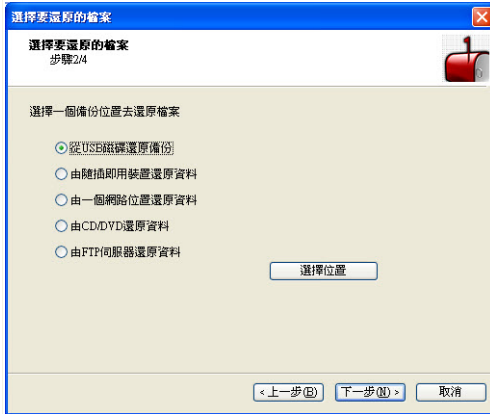 選擇要還原的檔案
選擇要還原的檔案
步驟2/4
選擇一個備份位置去還原檔案
從USB磁碟還原備份
由隨插即用裝置還原資料
由一個網路位置還原資料
由CD/DVD還原資料
由FTP伺服器還原資料
選擇位置
<上一步(B) 下一步(N)> 取消